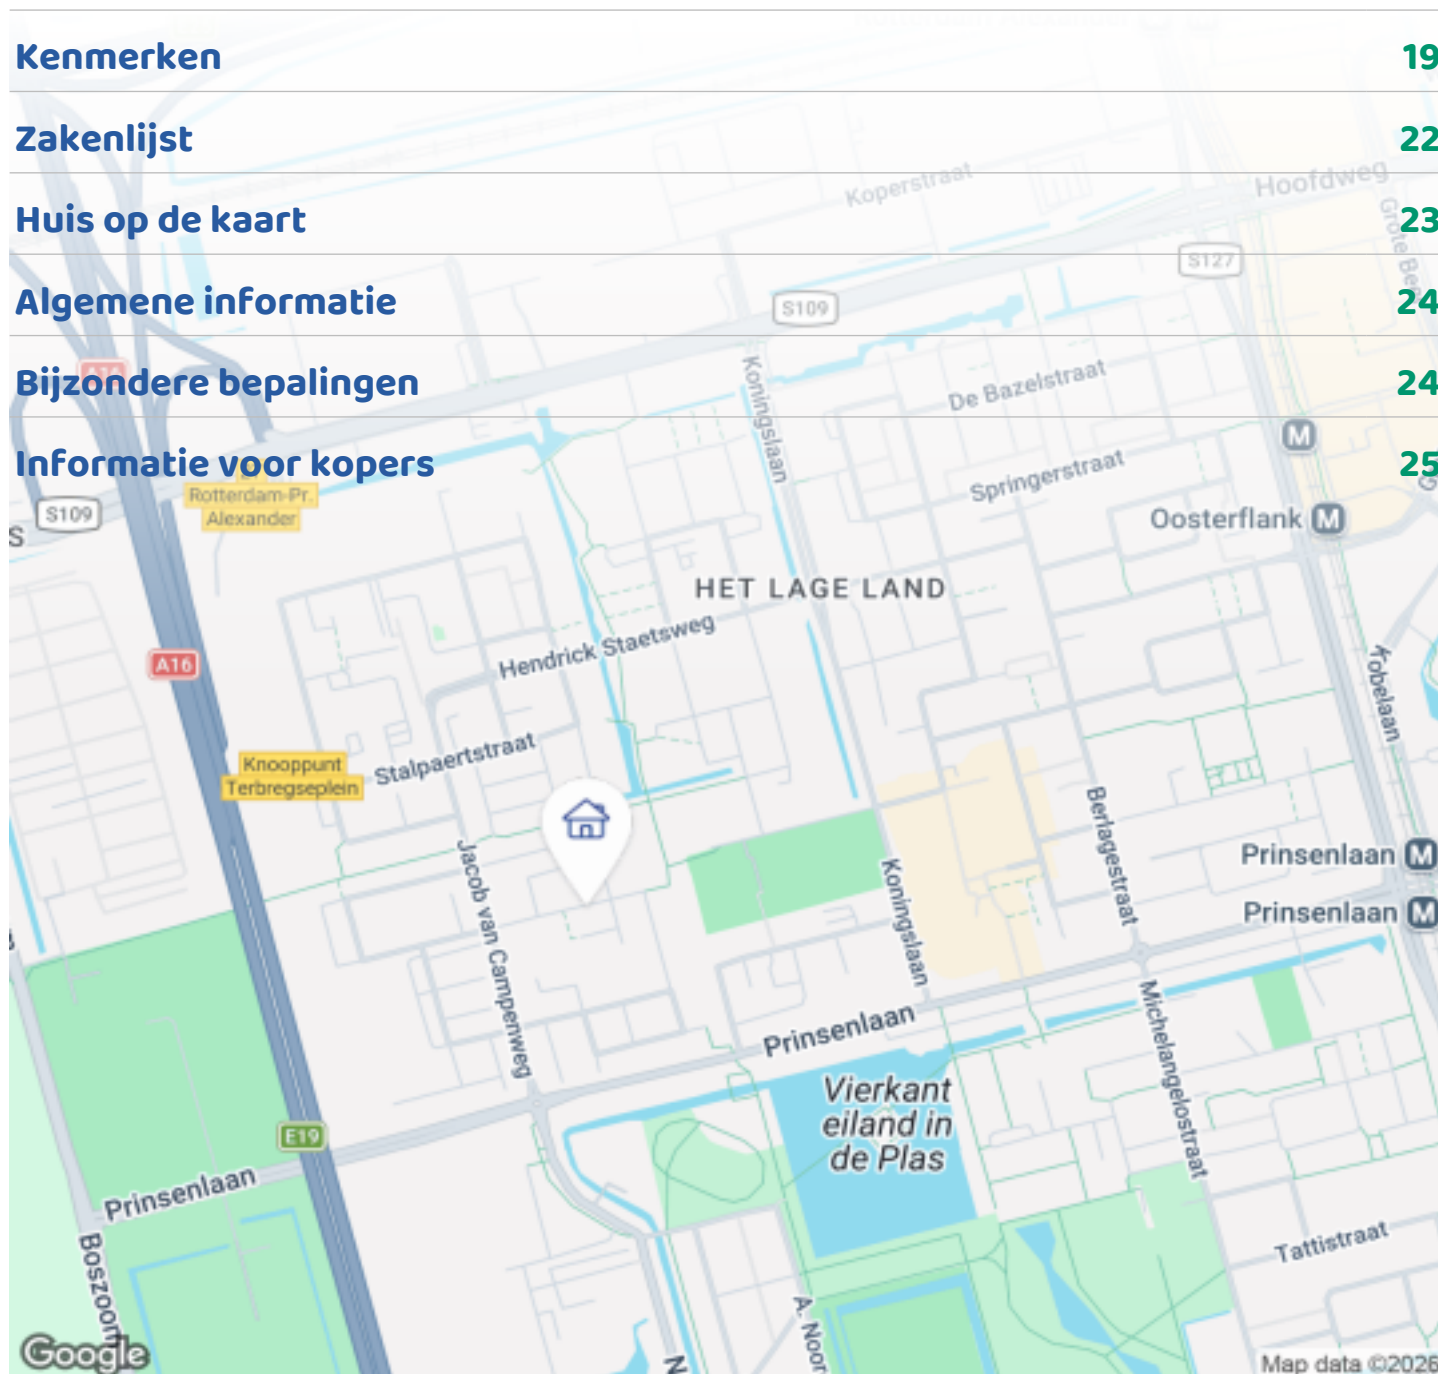 Kenmerken 19
Zakenlijst 22
Koperstraat
Hoofdweg
Huis op de kaart 23
S127
Algemene informatie 24
S109
Koningslaan
De Bazelstraat
Bijzondere bepalingen 24
M
Informatie voor kopers 25
Springerstraat
Rotterdam-Pr.
Alexander
S109
Oosterflank M
HET LAGE LAND
Hendrick Staetsweg
A16
Stalpaertstraat
Knooppunt
Terbregseplein
Jacob van Campenweg
Berlagestraat
Koningslaan
Prinsenlaan M
Prinsenlaan M
Prinsenlaan
Michelangelostraat
Vierkant
eiland in
de Plas
E19
Prinsenlaan
Tattistraat
Google
Map data ©2026